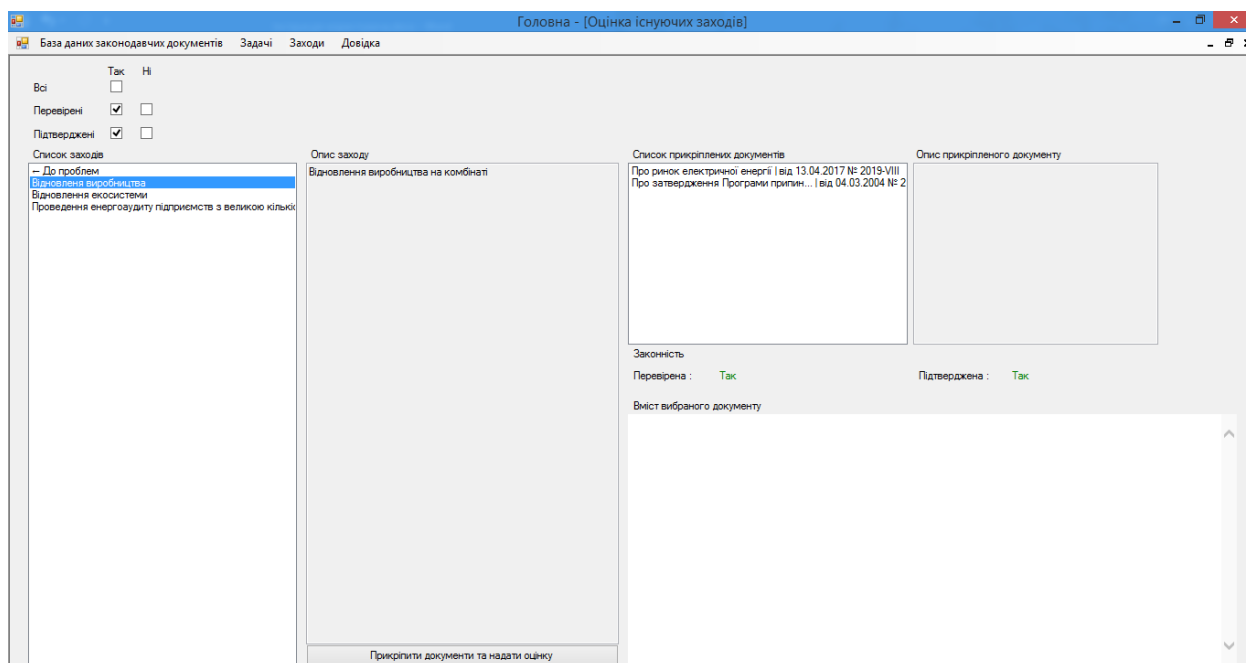 Головна - [Оцінка існуючих заходів]
База даних законодавчих документів Задачі Заходи Довідка
Так Ні
Всі
Перевірені
Підтверджені
Список заходів
← До проблем
Відновленя виробництва
Відновлення екосистеми
Проведення енергоаудиту підприємств з великою кількіс
Опис заходу
Відновлення виробництва на комбінаті
Прикріпити документи та надати оцінку
Список прикріплених документів
Про ринок електричної енергії | від 13.04.2017 № 2019-VIII
Про затвердження Програми припин... | від 04.03.2004 № 2
Опис прикріпленого документу
Законність
Перевірена : Так Підтверджена : Так
Вміст вибраного документу